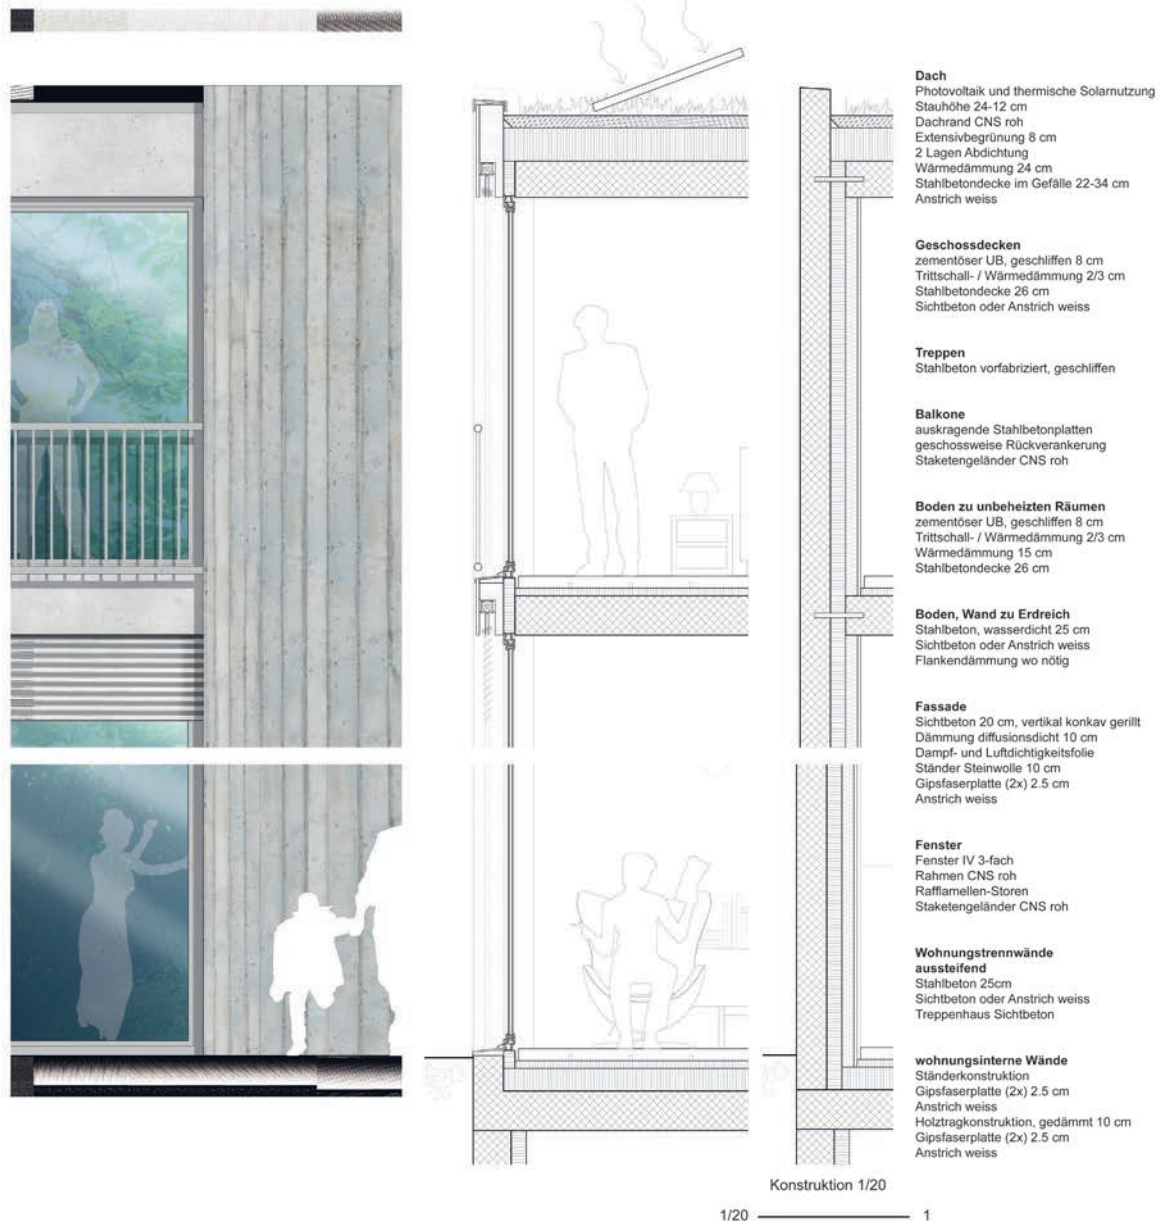 Dach
Photovoltaik und thermische Solarnutzung
Stauhöhe 24-12 cm
Dachrand CNS roh
Extensivbegrünung 8 cm
2 Lagen Abdichtung
Wärmedämmung 24 cm
Stahlbetondecke im Gefälle 22-34 cm
Anstrich weiss
Geschossdecken
zementöser UB, geschliffen 8 cm
Trittschall- / Wärmedämmung 2/3 cm
Stahlbetondecke 26 cm
Sichtbeton oder Anstrich weiss
Treppen
Stahlbeton vorfabriziert, geschliffen
Balkone
auskragende Stahlbetonplatten
geschossweise Rückverankerung
Staketengeländer CNS roh
Boden zu unbeheizten Räumen
zementöser UB, geschliffen 8 cm
Trittschall- / Wärmedämmung 2/3 cm
Wärmedämmung 15 cm
Stahlbetondecke 26 cm
Boden, Wand zu Erdreich
Stahlbeton, wasserdicht 25 cm
Sichtbeton oder Anstrich weiss
Flankendämmung wo nötig
Fassade
Sichtbeton 20 cm, vertikal konkav gerillt
Dämmung diffusionsdicht 10 cm
Dampf- und Luftdichtigkeitsfolie
Ständer Steinwolle 10 cm
Gipsfaserplatte (2x) 2.5 cm
Anstrich weiss
Fenster
Fenster IV 3-fach
Rahmen CNS roh
Rafflamellen-Storen
Staketengeländer CNS roh
Wohnungstrennwände
aussteifend
Stahlbeton 25cm
Sichtbeton oder Anstrich weiss
Treppenhaus Sichtbeton
wohnungsinterne Wände
Ständerkonstruktion
Gipsfaserplatte (2x) 2.5 cm
Anstrich weiss
Holztragkonstruktion, gedämmt 10 cm
Gipsfaserplatte (2x) 2.5 cm
Anstrich weiss
Konstruktion 1/20
1/20 1